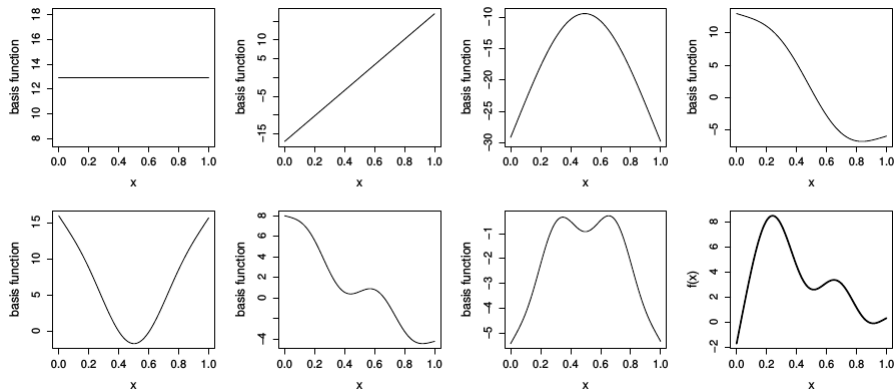 basis function
8 10 12 14 16 18
0.0 0.2 0.4 0.6 0.8 1.0
x
basis function
-15 -5 5 10
0.0 0.2 0.4 0.6 0.8 1.0
x
basis function
-30 -25 -20 -15 -10
0.0 0.2 0.4 0.6 0.8 1.0
x
basis function
-5 0 5 10
0.0 0.2 0.4 0.6 0.8 1.0
x
basis function
0 5 10 15
0.0 0.2 0.4 0.6 0.8 1.0
x
basis function
-4 0 2 4 6 8
0.0 0.2 0.4 0.6 0.8 1.0
x
basis function
-5 -4 -3 -2 -1
0.0 0.2 0.4 0.6 0.8 1.0
x
f(x)
-2 0 2 4 6 8
0.0 0.2 0.4 0.6 0.8 1.0
x